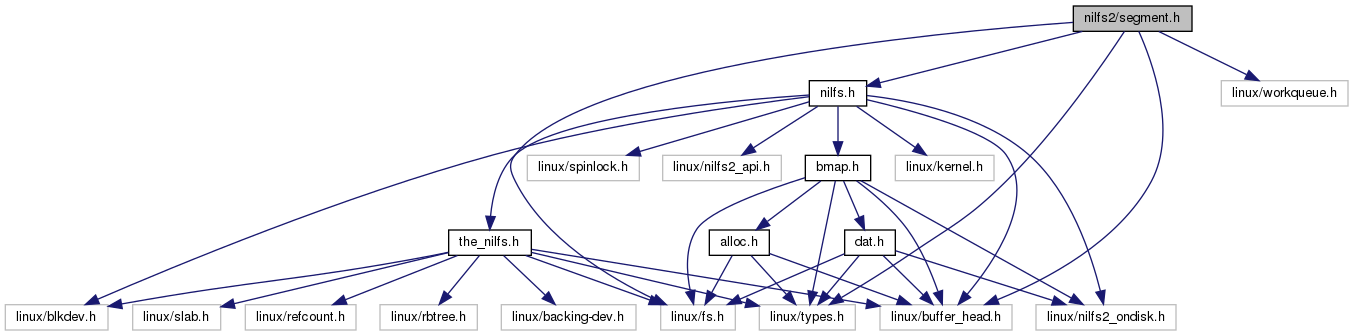 nilfs2/segment.h
nilfs.h
linux/workqueue.h
linux/spinlock.h
linux/nilfs2_api.h
bmap.h
linux/kernel.h
the_nilfs.h
alloc.h
dat.h
linux/blkdev.h
linux/slab.h
linux/refcount.h
linux/rbtree.h
linux/backing-dev.h
linux/fs.h
linux/types.h
linux/buffer_head.h
linux/nilfs2_ondisk.h